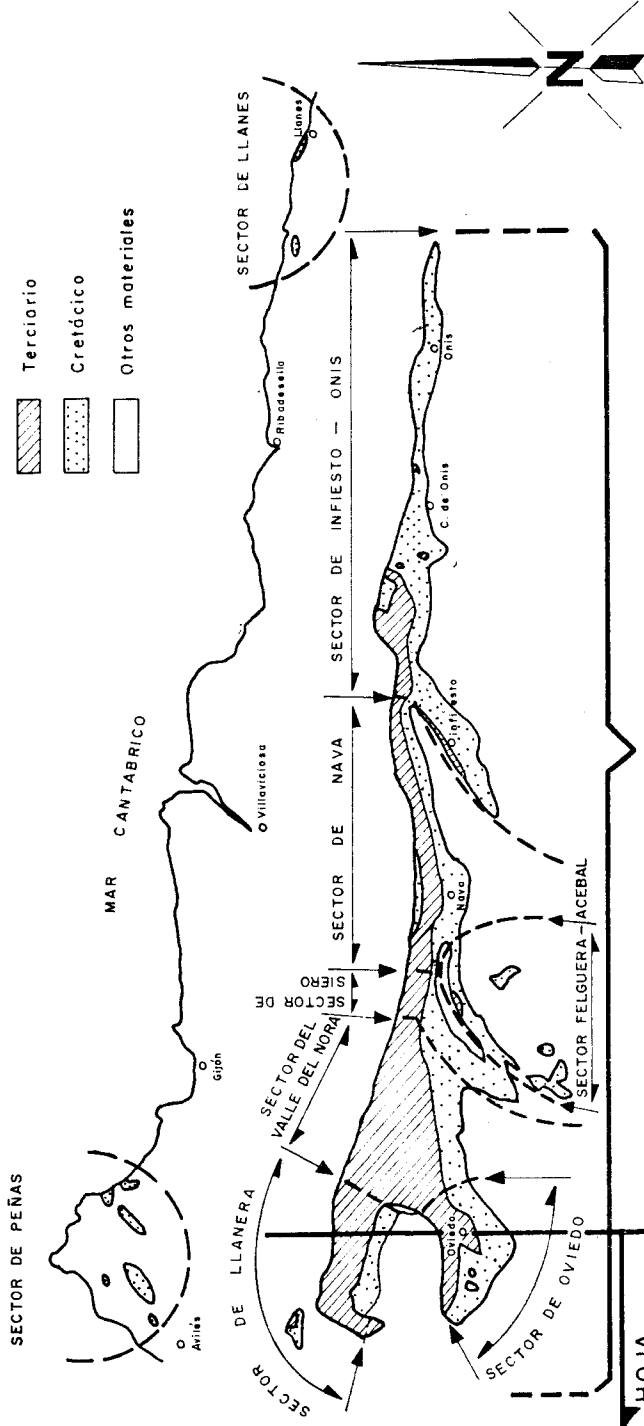 SECTOR DE PEÑAS
Avilés
Gijón
MAR CANTABRICO
Villaviciosa
Ribadesella
SECTOR DE LLANES
Llanes
Terciario
Cretácico
Otros materiales
N
SECTOR DE LLANERA
SECTOR DEL
VALLE DEL NORA
SECTOR DE
SIERO
SECTOR DE NAVA
SECTOR DE INFIESTO — ONIS
Oviedo
Nava
Infiesto
C. de Onis
Onis
SECTOR DE OVIEDO
SECTOR FELGUERA—ACEBAL
HOJA